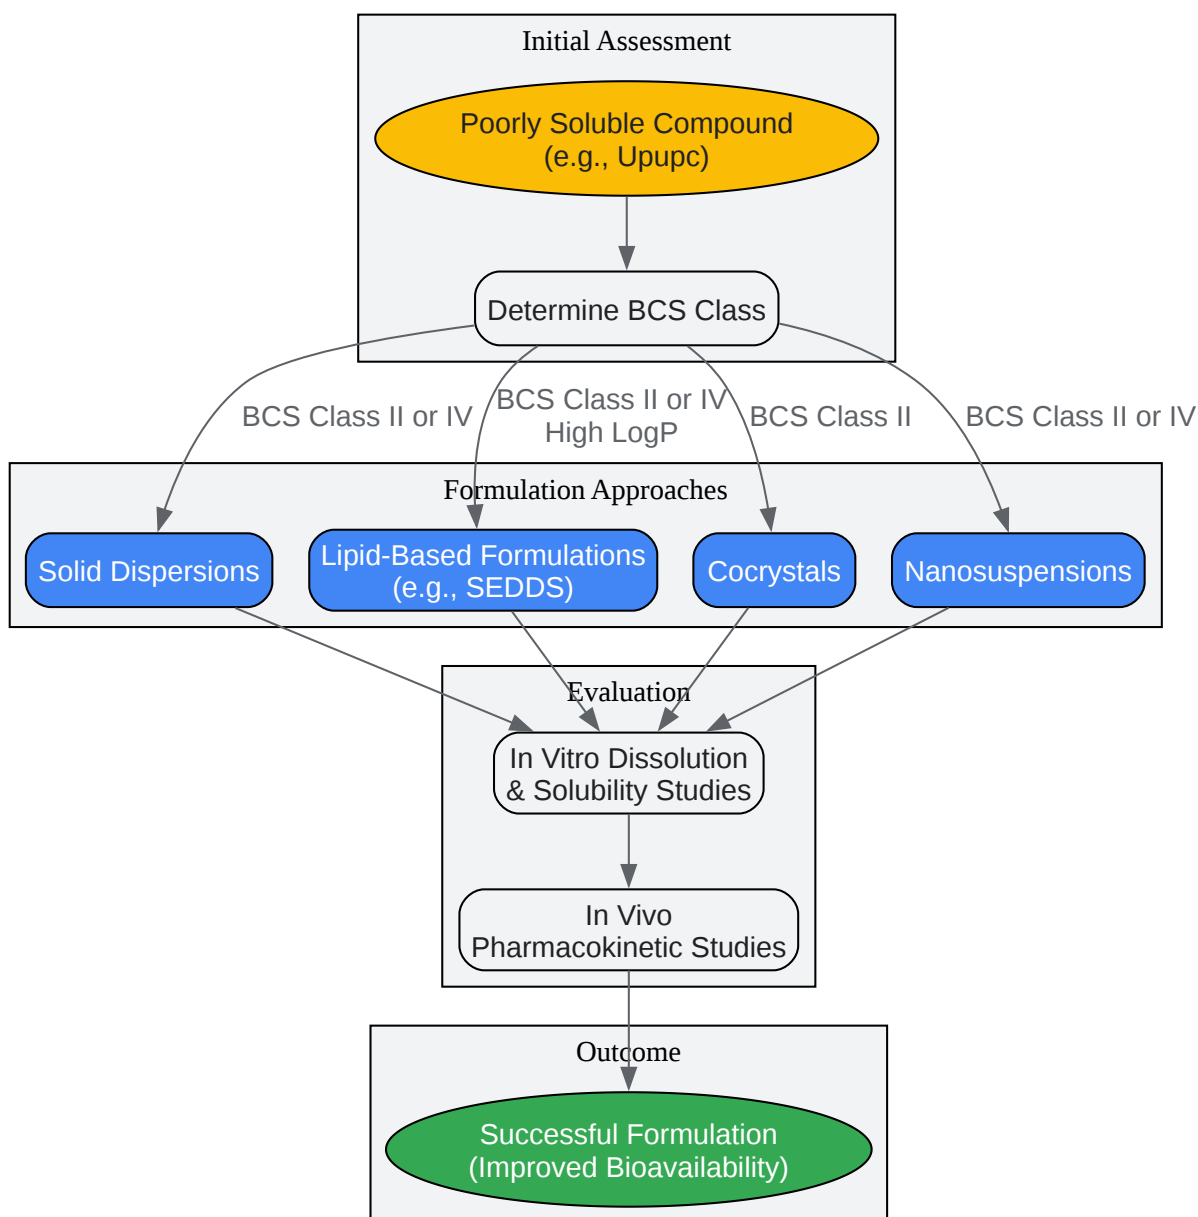 Initial Assessment
Poorly Soluble Compound
(e.g., Upupc)
Determine BCS Class
BCS Class II or IV
BCS Class II or IV
High LogP
BCS Class II
BCS Class II or IV
Formulation Approaches
Solid Dispersions
Lipid-Based Formulations
(e.g., SEDDS)
Cocrystals
Nanosuspensions
Evaluation
In Vitro Dissolution
& Solubility Studies
In Vivo
Pharmacokinetic Studies
Outcome
Successful Formulation
(Improved Bioavailability)